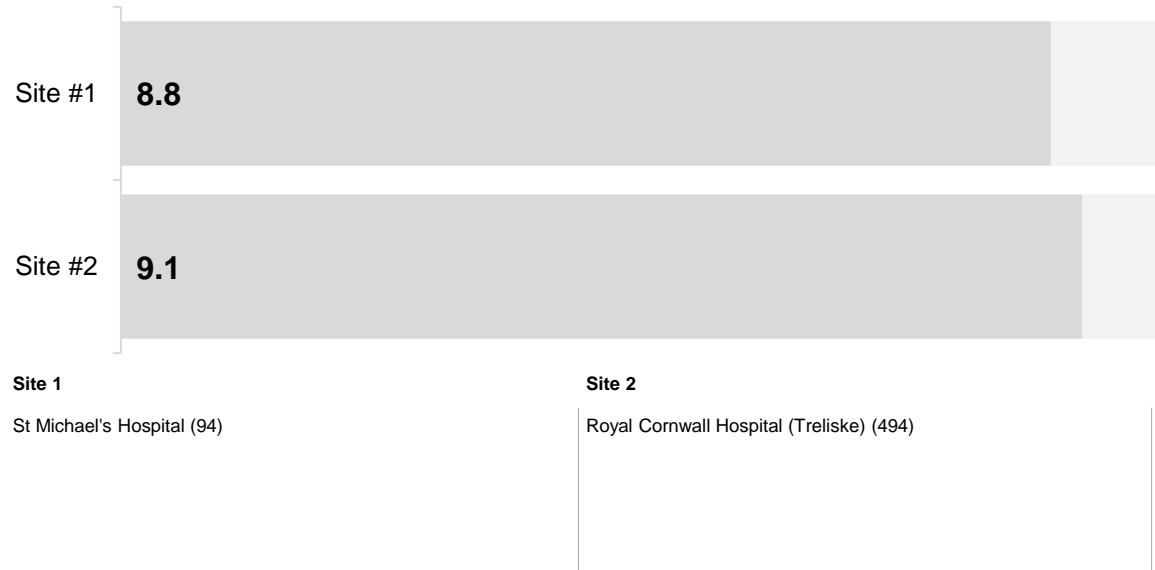 Site #1 8.8
Site #2 9.1
Site 1
St Michael's Hospital (94)
Site 2
Royal Cornwall Hospital (Treliske) (494)